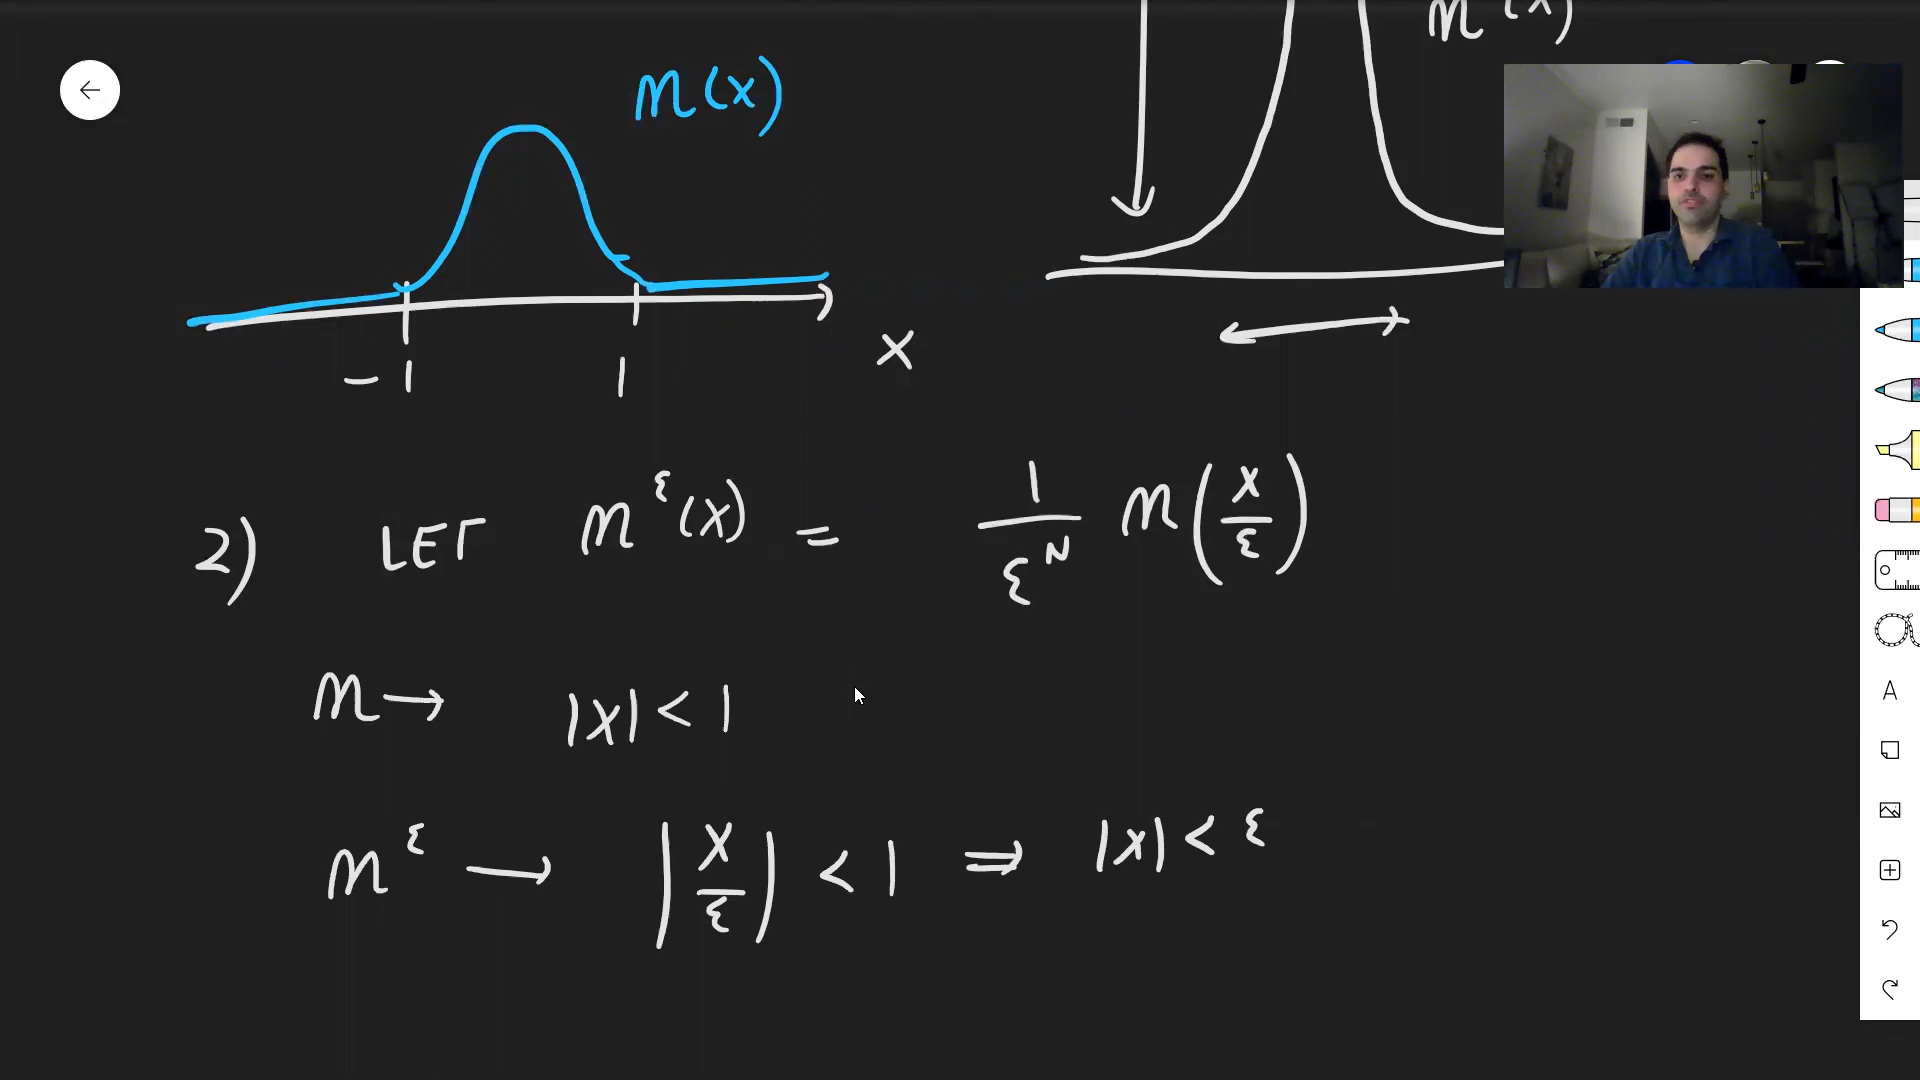 m(x)
m^ε(x)
-1 1 x
2) LET m^ε(x) = 1/ε^N m(x/ε)
m → |x| < 1
m^ε → |x/ε| < 1 ⇒ |x| < ε
A